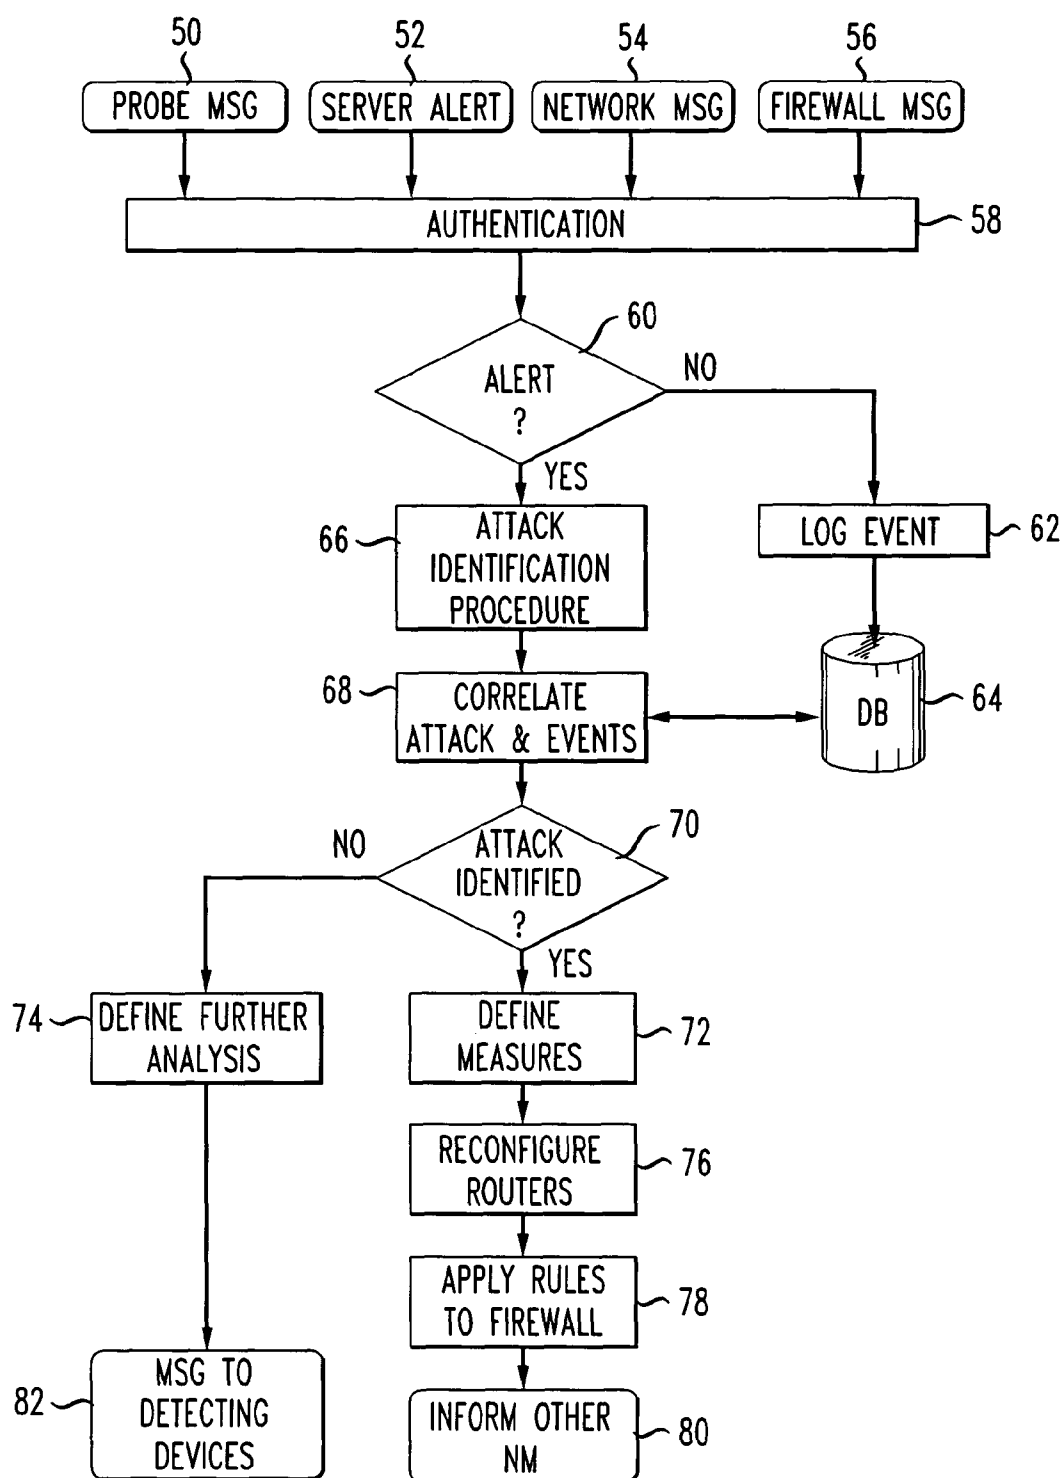 50
52
54
56
PROBE MSG
SERVER ALERT
NETWORK MSG
FIREWALL MSG
AUTHENTICATION
58
60
ALERT
?
NO
YES
66
ATTACK
IDENTIFICATION
PROCEDURE
LOG EVENT
62
68
CORRELATE
ATTACK & EVENTS
DB
64
70
ATTACK
IDENTIFIED
?
NO
YES
74
DEFINE FURTHER
ANALYSIS
DEFINE
MEASURES
72
RECONFIGURE
ROUTERS
76
APPLY RULES
TO FIREWALL
78
82
MSG TO
DETECTING
DEVICES
INFORM OTHER
NM
80